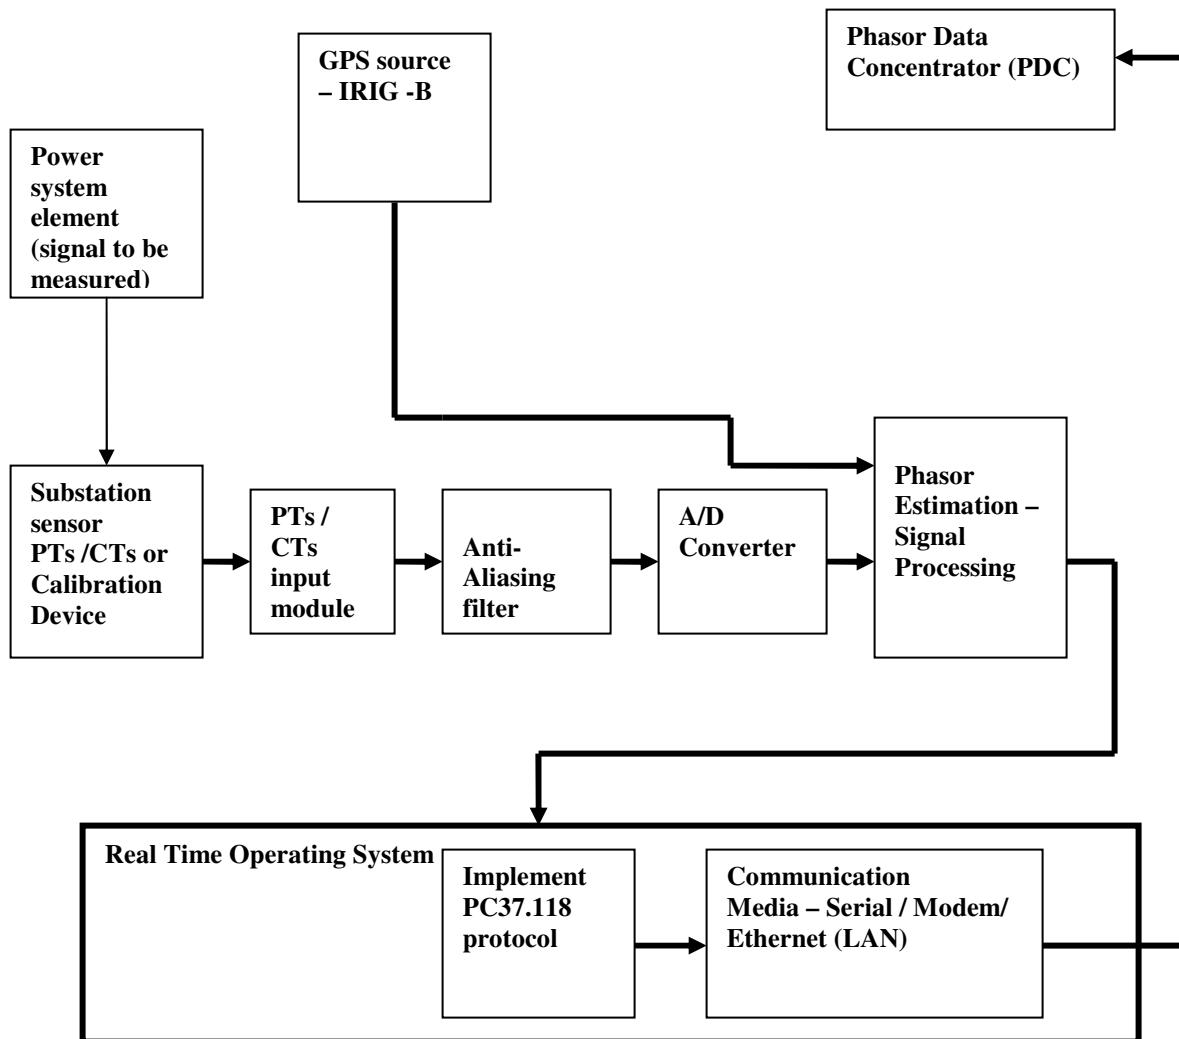 GPS source
– IRIG -B
Phasor Data
Concentrator (PDC)
Power
system
element
(signal to be
measured)
Substation
sensor
PTs /CTs or
Calibration
Device
PTs /
CTs
input
module
Anti-
Aliasing
filter
A/D
Converter
Phasor
Estimation –
Signal
Processing
Real Time Operating System
Implement
PC37.118
protocol
Communication
Media – Serial / Modem/
Ethernet (LAN)